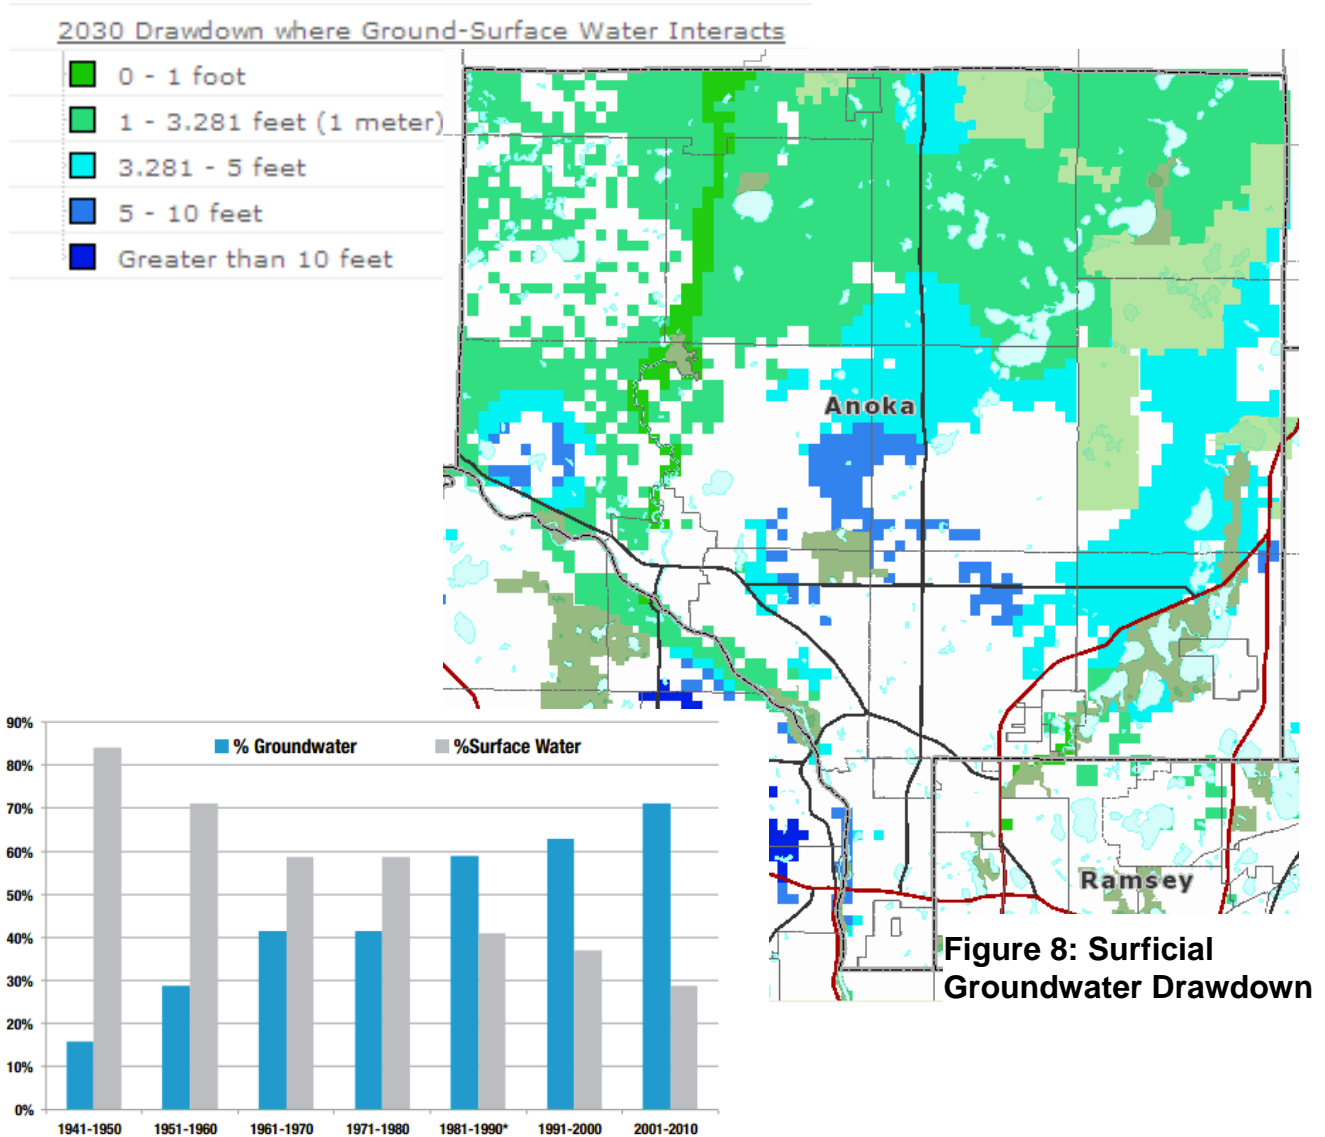 2030 Drawdown where Ground-Surface Water Interacts
0 - 1 foot
1 - 3.281 feet (1 meter)
3.281 - 5 feet
5 - 10 feet
Greater than 10 feet
Anoka
Ramsey
Figure 8: Surficial
Groundwater Drawdown
% Groundwater
%Surface Water
90%
80%
70%
60%
50%
40%
30%
20%
10%
0%
1941-1950
1951-1960
1961-1970
1971-1980
1981-1990*
1991-2000
2001-2010